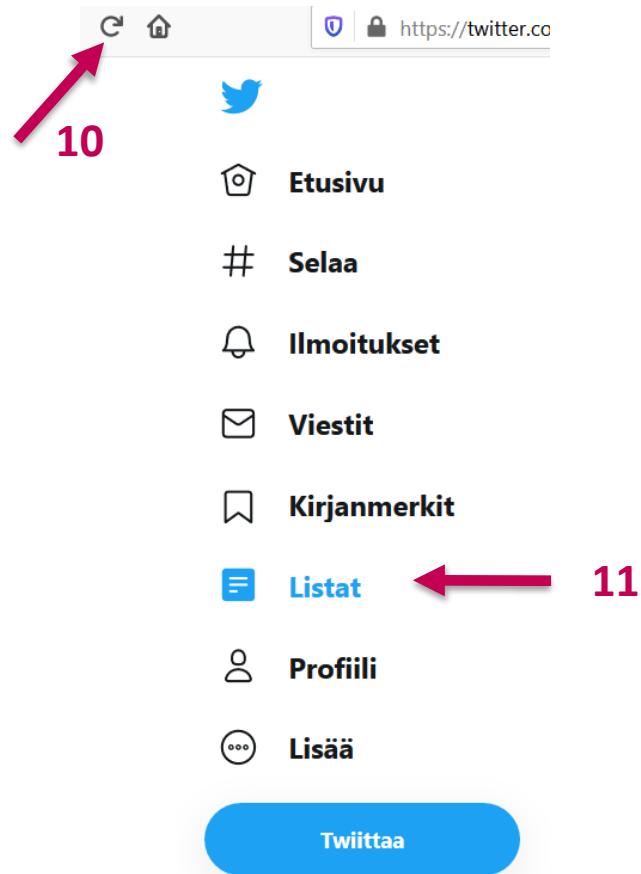 https://twitter.co
10
Etusivu
Selaa
Ilmoitukset
Viestit
Kirjanmerkit
Listat
11
Profiili
Lisää
Twiittaa